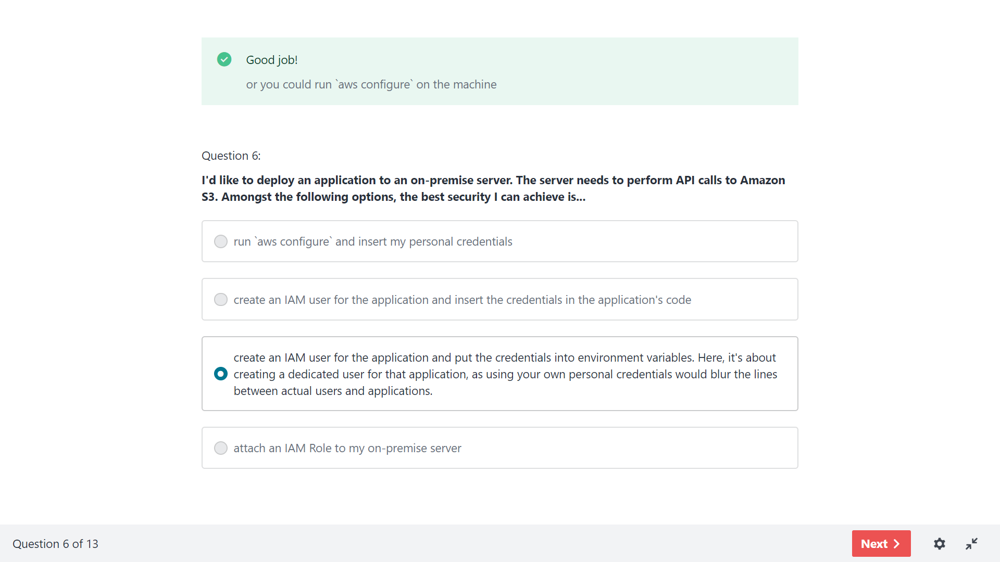 Good job!
or you could run `aws configure` on the machine
Question 6:
I'd like to deploy an application to an on-premise server. The server needs to perform API calls to Amazon
S3. Amongst the following options, the best security I can achieve is...
run `aws configure` and insert my personal credentials
create an IAM user for the application and insert the credentials in the application's code
create an IAM user for the application and put the credentials into environment variables. Here, it's about
creating a dedicated user for that application, as using your own personal credentials would blur the lines
between actual users and applications.
attach an IAM Role to my on-premise server
Question 6 of 13
Next